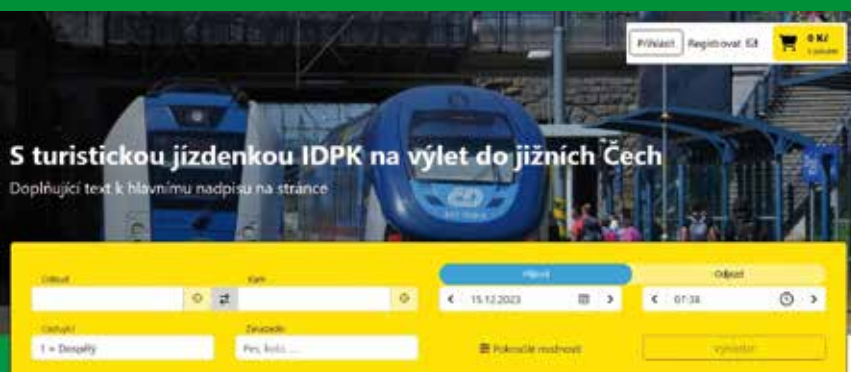 Přihlásit Registrovat
0 Kč
S turistickou jízdenkou IDPK na výlet do jižních Čech
Doplňující text k hlavnímu nadpisu na stránce
Odkud
Kam
Příjezd
Odjezd
15.12.2023
07:38
Cestující
Zavazadlo
1 × Dospělý
Pes, kolo, ...
Pokročilé možnosti
Vyhledat